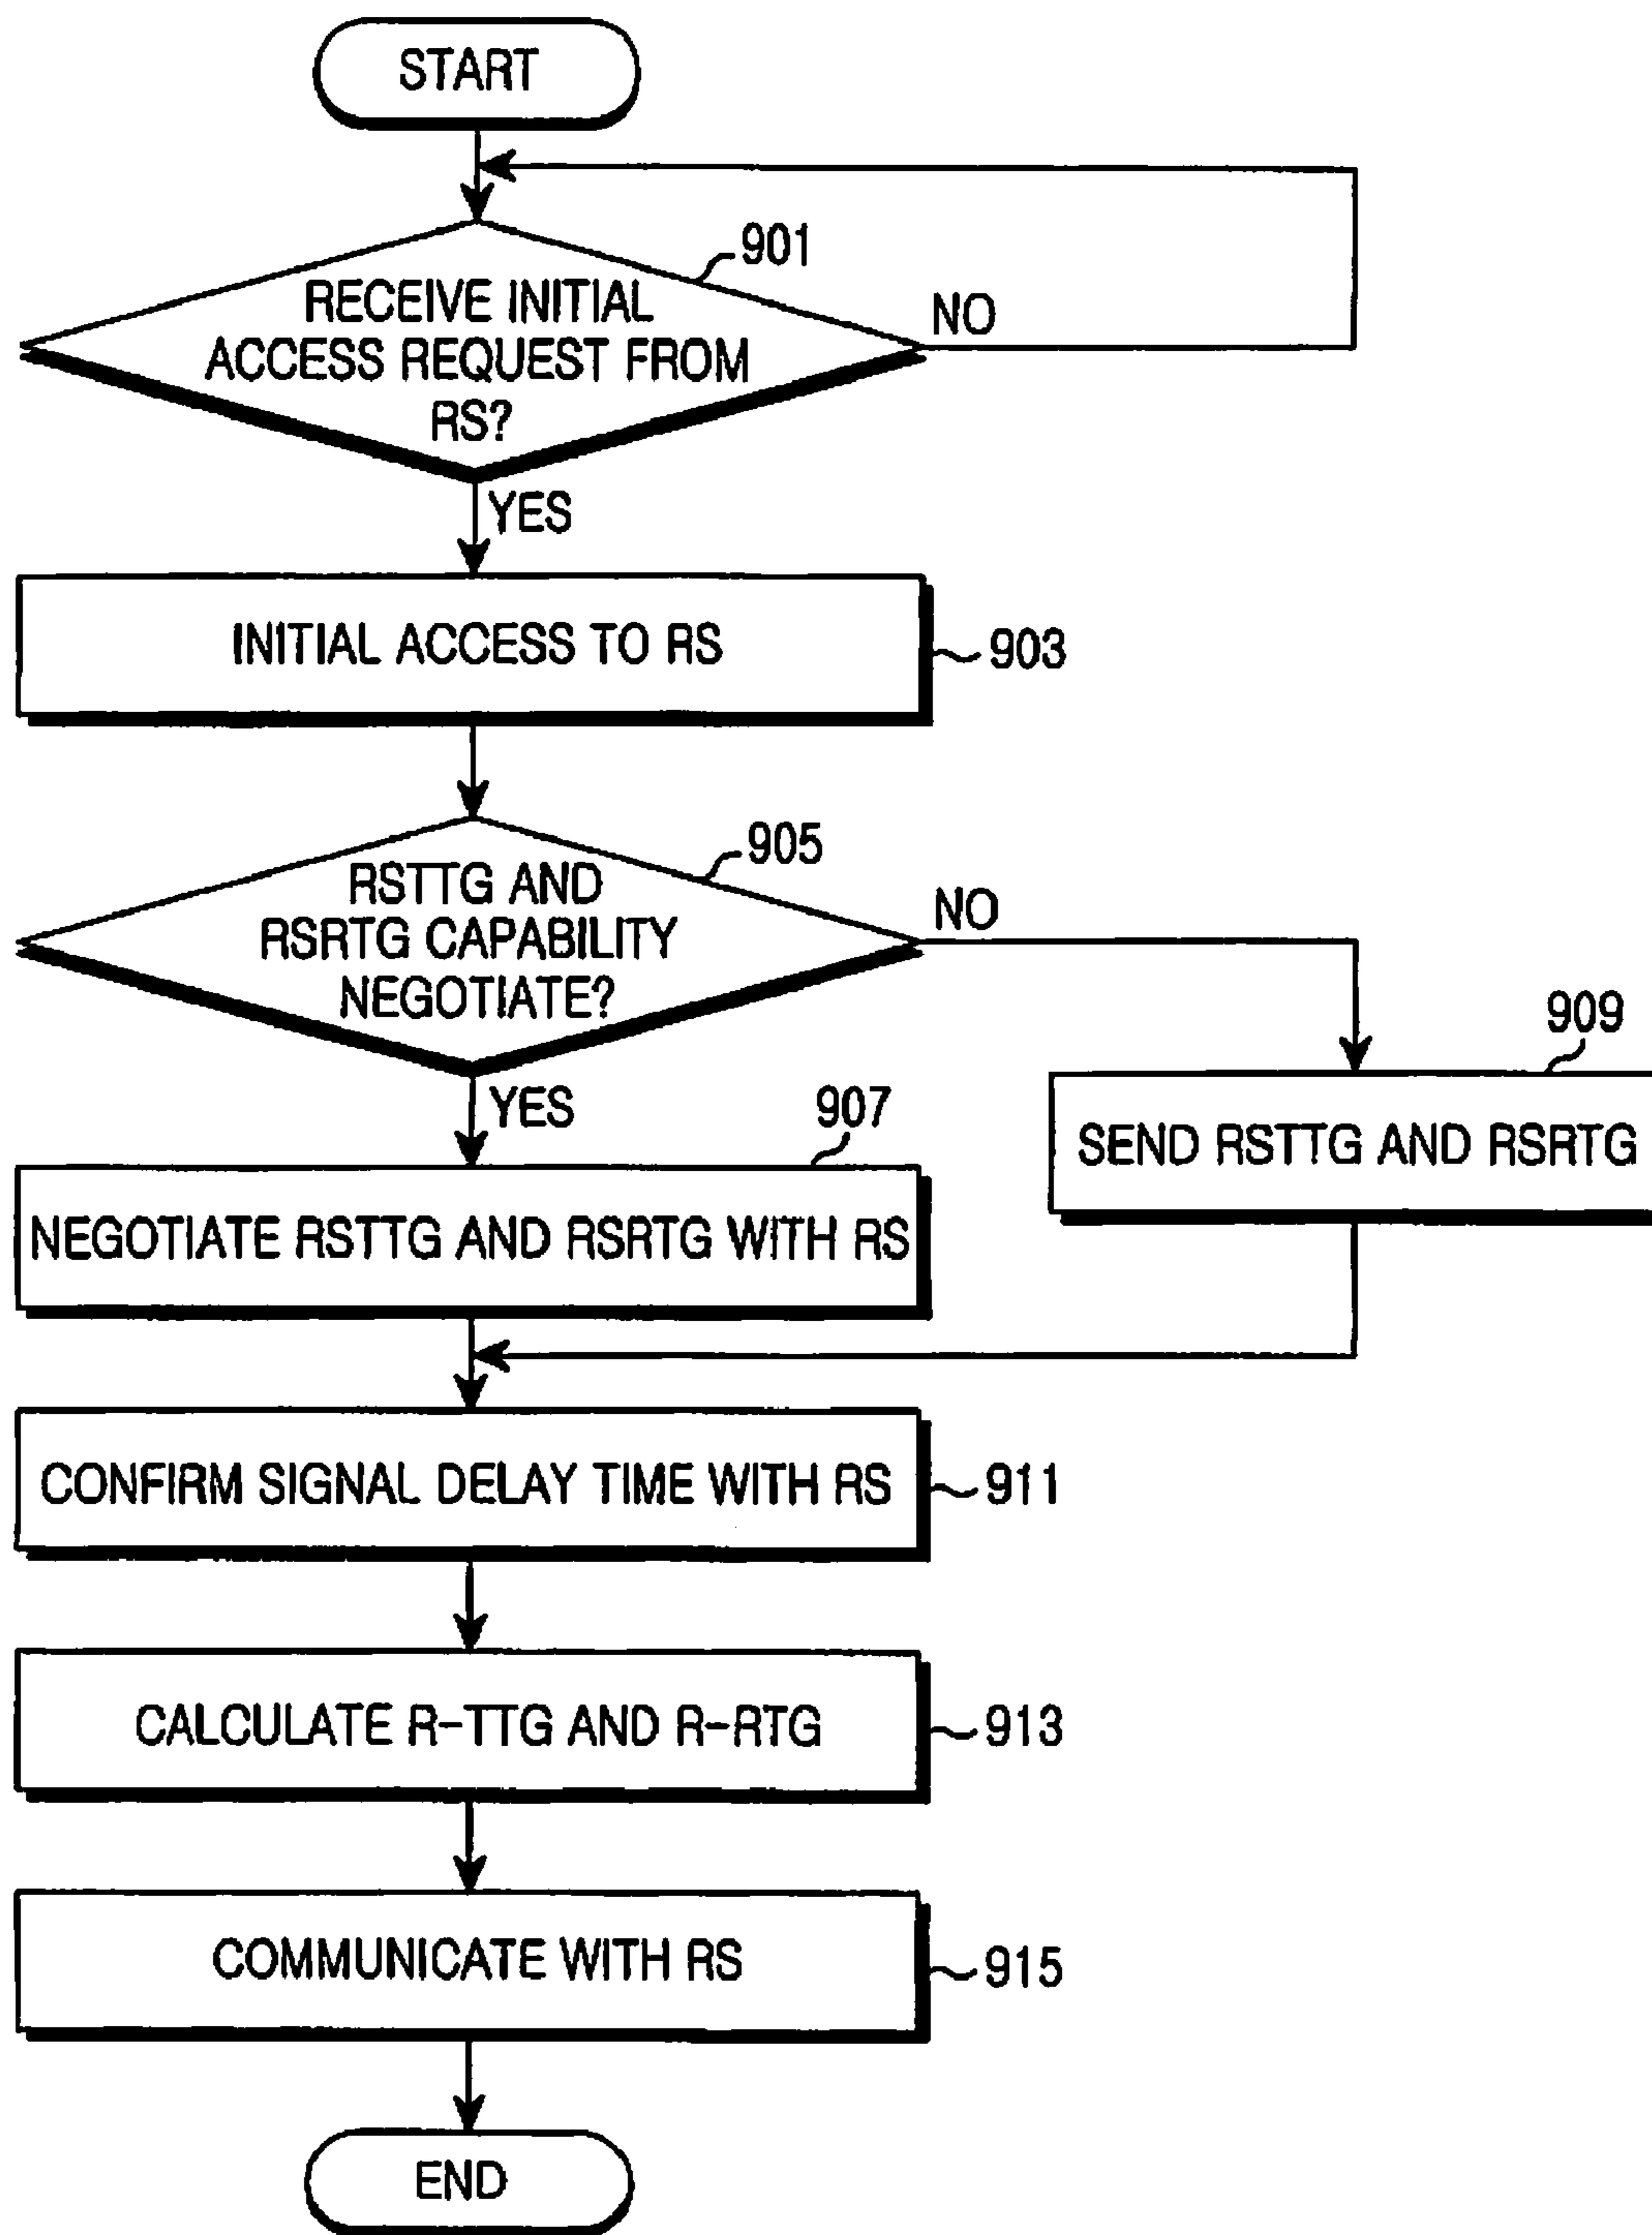 START
901
RECEIVE INITIAL
ACCESS REQUEST FROM
RS?
NO
YES
INITIAL ACCESS TO RS
903
905
RSTTG AND
RSRTG CAPABILITY
NEGOTIATE?
NO
YES
907
NEGOTIATE RSTTG AND RSRTG WITH RS
909
SEND RSTTG AND RSRTG
CONFIRM SIGNAL DELAY TIME WITH RS
911
CALCULATE R-TTG AND R-RTG
913
COMMUNICATE WITH RS
915
END